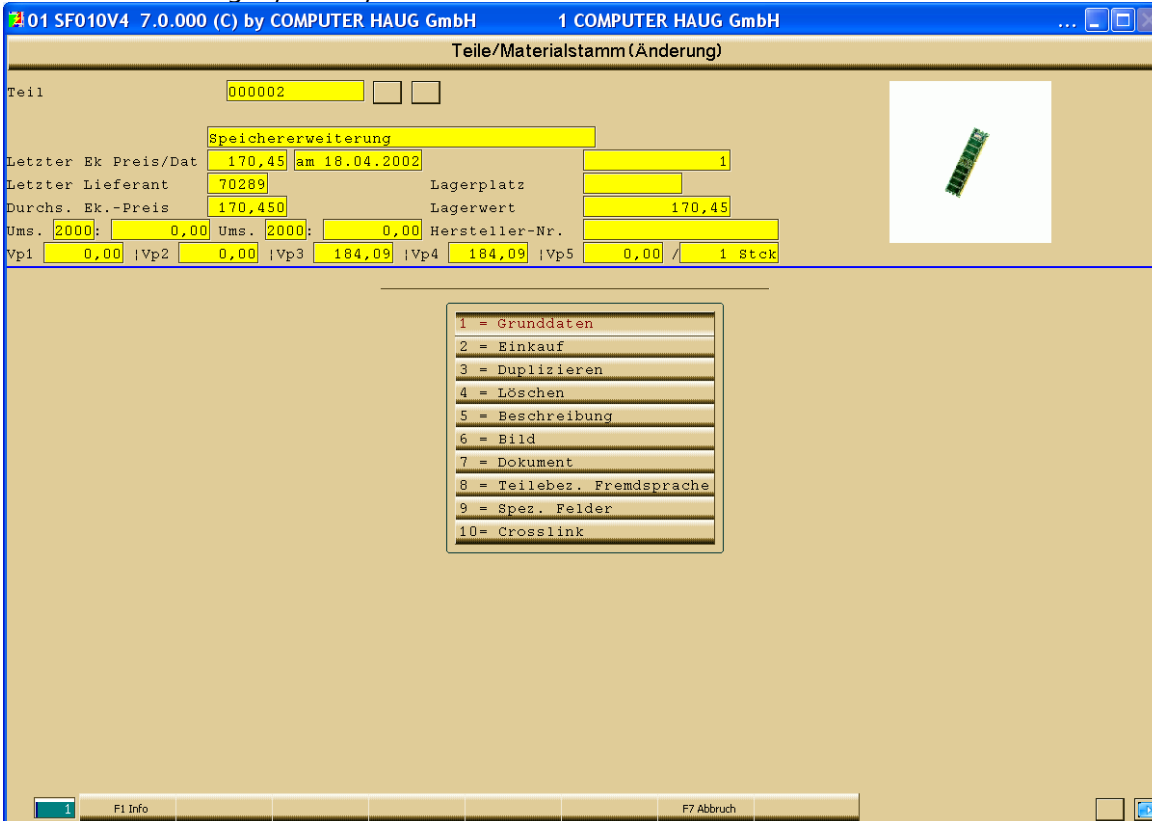 01 SF010V4 7.0.000 (C) by COMPUTER HAUG GmbH 1 COMPUTER HAUG GmbH ...
Teile/Materialstamm(Änderung)
Teil 000002
Speichererweiterung
Letzter Ek Preis/Dat 170,45 am 18.04.2002 1
Letzter Lieferant 70289 Lagerplatz
Durchs. Ek.-Preis 170,450 Lagerwert 170,45
Ums. 2000: 0,00 Ums. 2000: 0,00 Hersteller-Nr.
Vp1 0,00 |Vp2 0,00 |Vp3 184,09 |Vp4 184,09 |Vp5 0,00 / 1 Stck
1 = Grunddaten
2 = Einkauf
3 = Duplizieren
4 = Löschen
5 = Beschreibung
6 = Bild
7 = Dokument
8 = Teilebez. Fremdsprache
9 = Spez. Felder
10= Crosslink
1 F1 Info F7 Abbruch